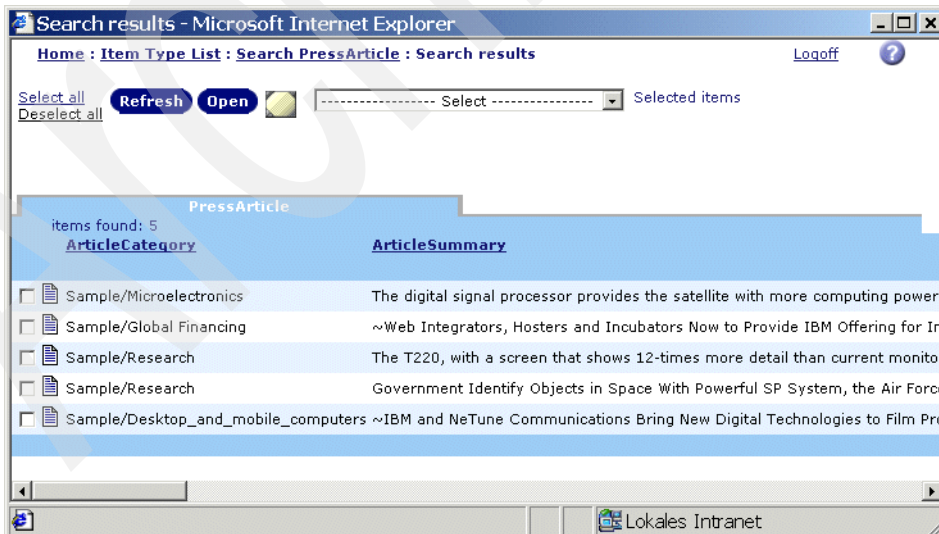 Search results - Microsoft Internet Explorer
Home : Item Type List : Search PressArticle : Search results Logoff ?
Select all Refresh Open ------------------ Select ---------------- Selected items
Deselect all
PressArticle
items found: 5
ArticleCategory ArticleSummary
Sample/Microelectronics The digital signal processor provides the satellite with more computing power
Sample/Global Financing ~Web Integrators, Hosters and Incubators Now to Provide IBM Offering for
Sample/Research The T220, with a screen that shows 12-times more detail than current
Sample/Research Government Identify Objects in Space With Powerful SP System, the Air
Sample/Desktop_and_mobile_computers ~IBM and NeTune Communications Bring New Digital Technologies to Film
Lokales Intranet